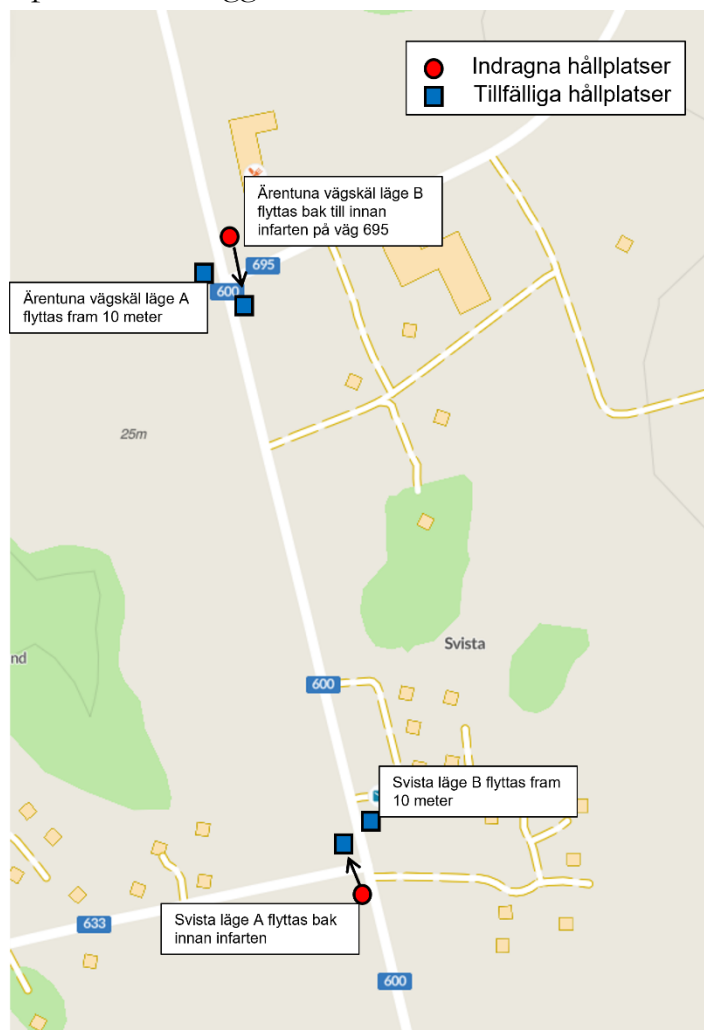 Indragna hållplatser
Tillfälliga hållplatser
Ärentuna vägskäl läge B
flyttas bak till innan
infarten på väg 695
695
600
Ärentuna vägskäl läge A
flyttas fram 10 meter
25m
Svista
nd
600
Svista läge B flyttas fram
10 meter
Svista läge A flyttas bak
innan infarten
633
600